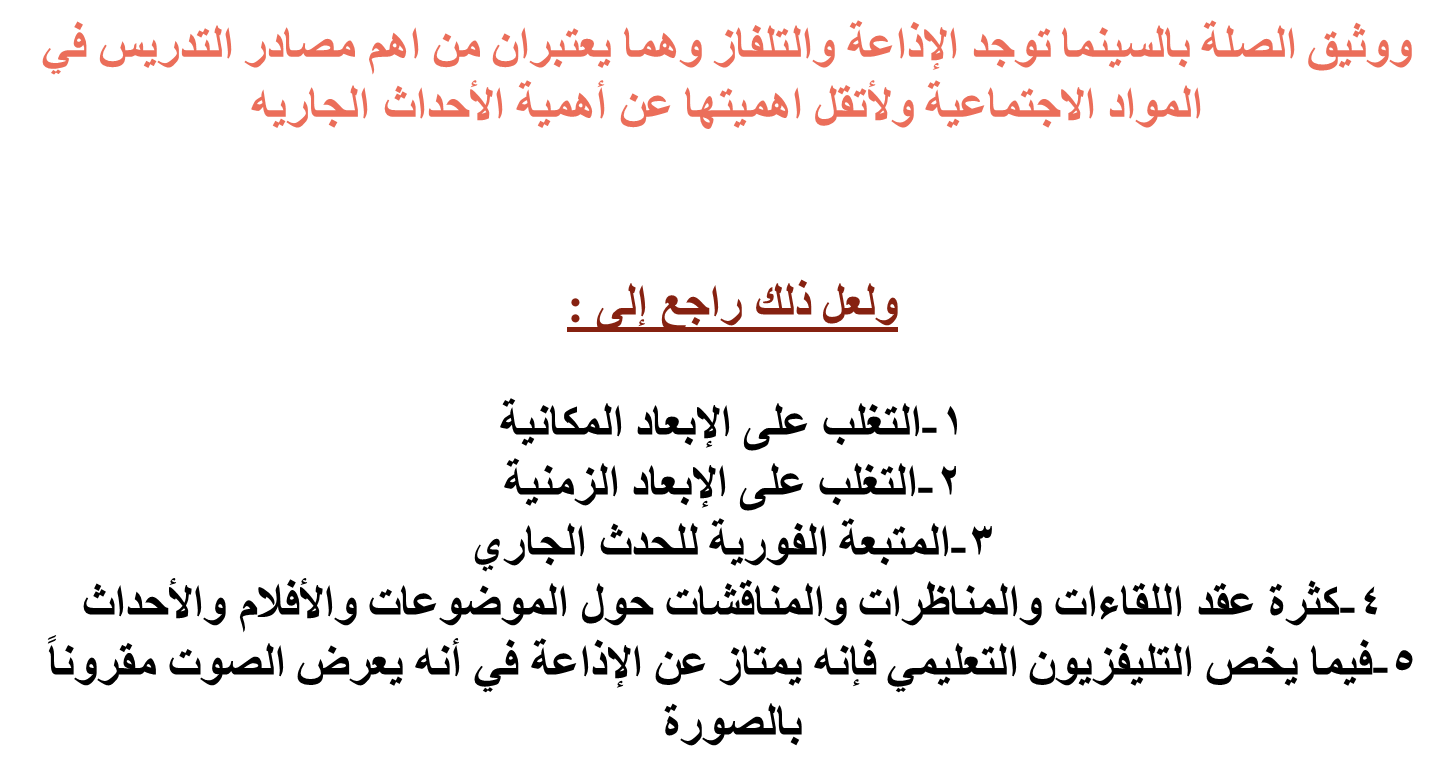 ووثيق الصلة بالسينما توجد الإذاعة والتلفاز وهما يعتبران من اهم مصادر التدريس في
المواد الاجتماعية ولأتقل اهميتها عن أهمية الأحداث الجاريه
ولعل ذلك راجع إلى :
١-التغلب على الإبعاد المكانية
٢-التغلب على الإبعاد الزمنية
٣-المتبعة الفورية للحدث الجاري
٤-كثرة عقد اللقاءات والمناظرات والمناقشات حول الموضوعات والأفلام والأحداث
٥-فيما يخص التليفزيون التعليمي فإنه يمتاز عن الإذاعة في أنه يعرض الصوت مقروناً
بالصورة